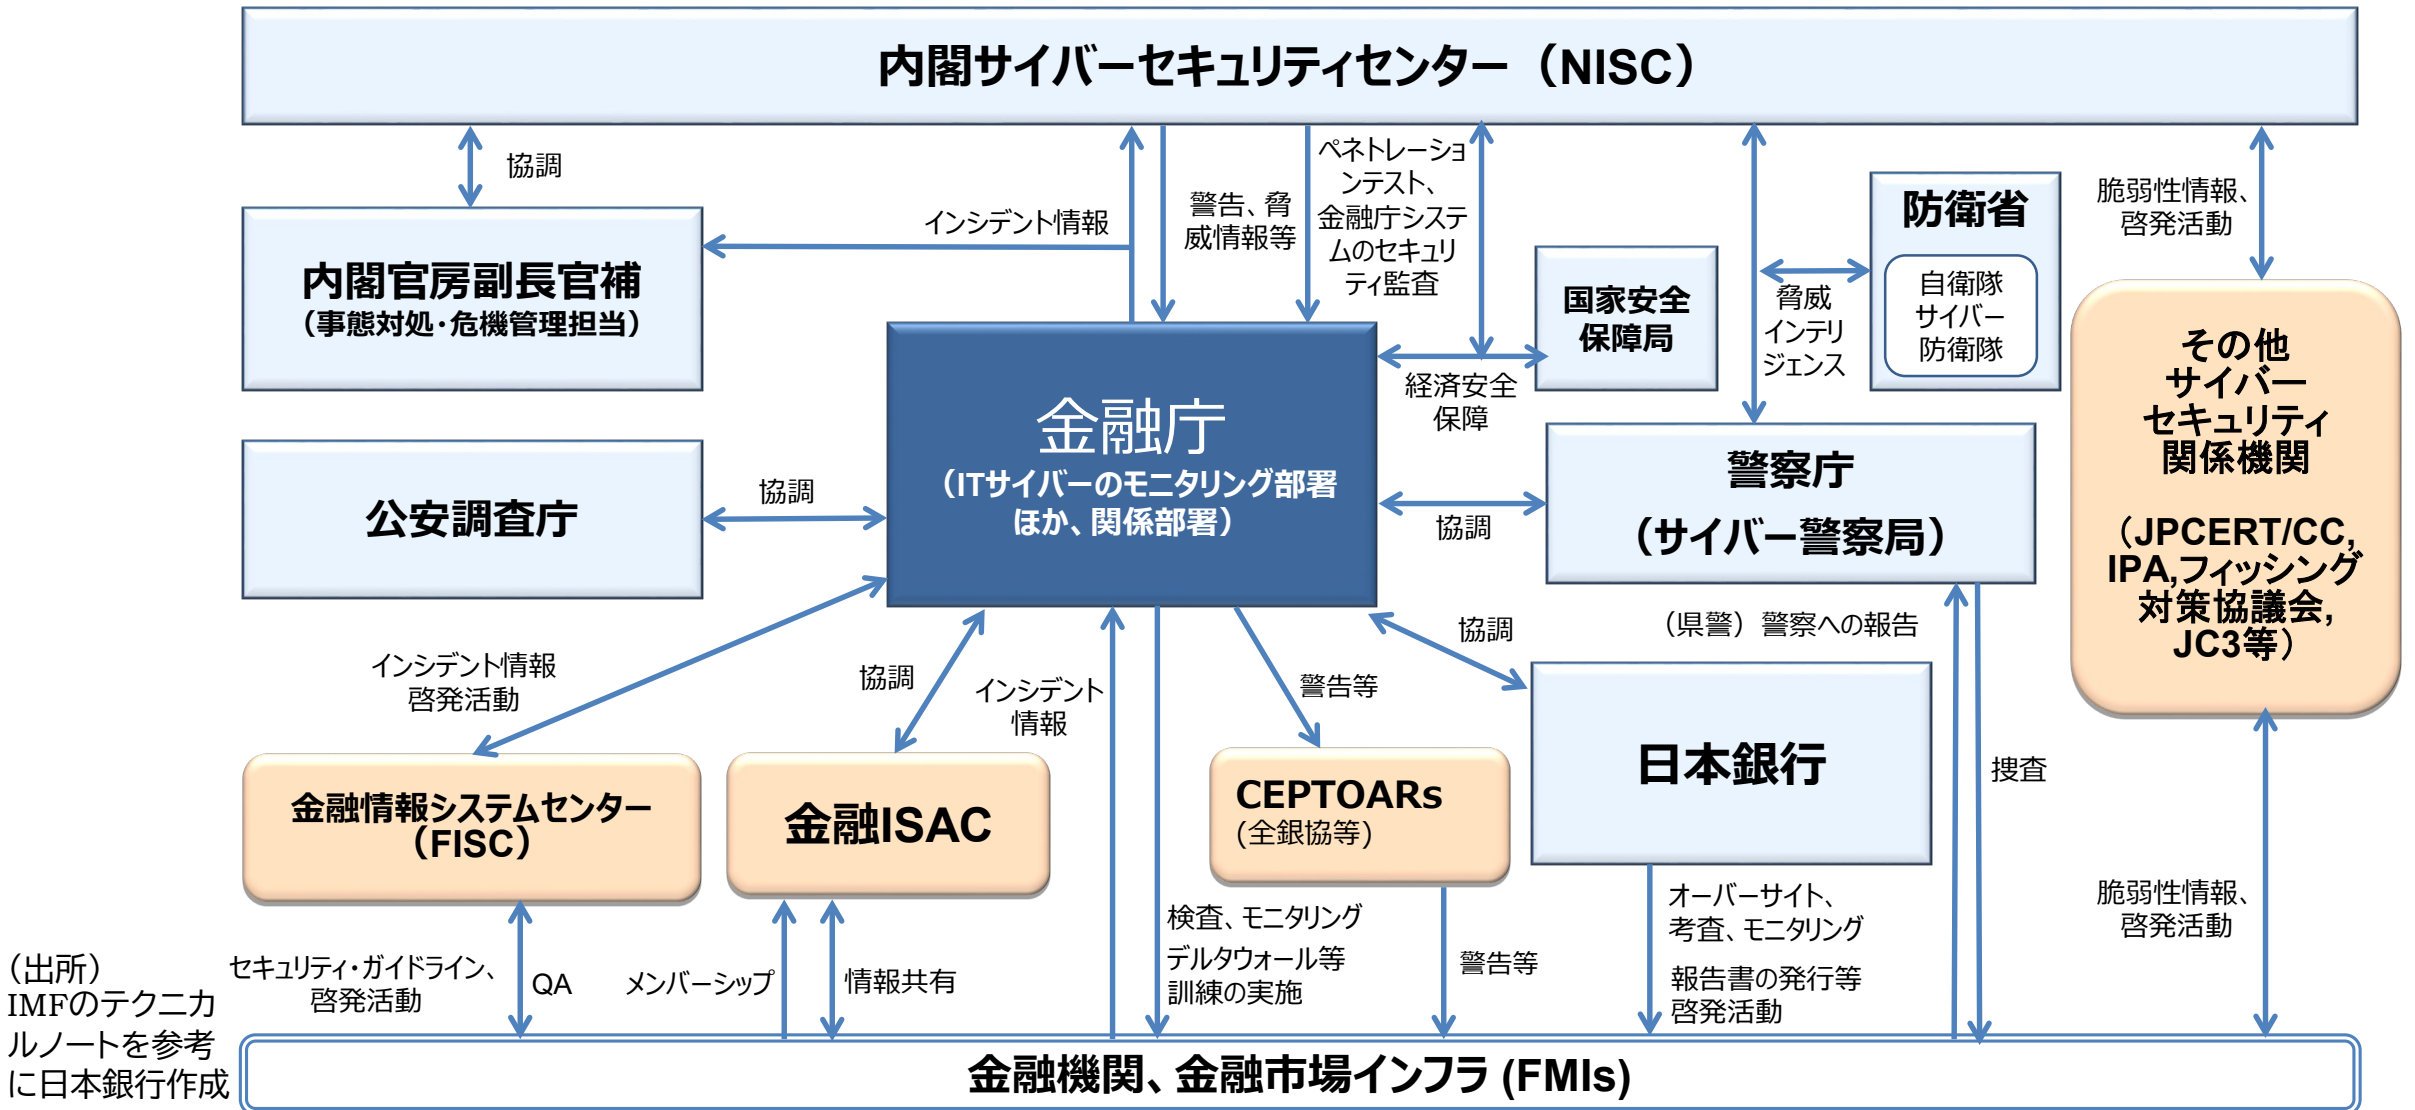 内閣サイバーセキュリティセンター（NISC）
協調
インシデント情報
警告、脅
威情報等
ペネトレーショ
ンテスト、
金融庁システ
ムのセキュリ
ティ監査
脅威
インテリ
ジェンス
防衛省
自衛隊
サイバー
防衛隊
脆弱性情報、
啓発活動
内閣官房副長官補
（事態対処・危機管理担当）
国家安全
保障局
経済安全
保障
金融庁
（ITサイバーのモニタリング部署
ほか、関係部署）
その他
サイバー
セキュリティ
関係機関
（JPCERT/CC,
IPA,フィッシング
対策協議会,
JC3等）
公安調査庁
協調
協調
警察庁
（サイバー警察局）
インシデント情報
啓発活動
協調
インシデント
情報
警告等
協調
（県警）警察への報告
捜査
金融情報システムセンター
（FISC）
金融ISAC
CEPTOARs
(全銀協等)
日本銀行
セキュリティ・ガイドライン、
啓発活動
QA
メンバーシップ
情報共有
検査、モニタリング
デルタウォール等
訓練の実施
警告等
オーバーサイト、
考査、モニタリング
報告書の発行等
啓発活動
脆弱性情報、
啓発活動
（出所）
IMFのテクニカ
ルノートを参考
に日本銀行作成
金融機関、金融市場インフラ (FMIs)